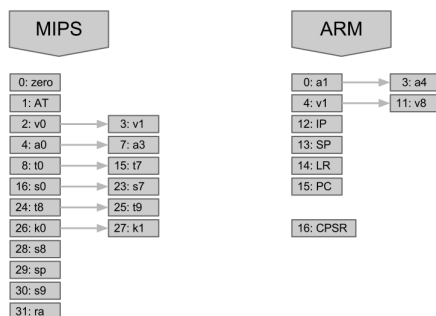 MIPS
0: zero
1: AT
2: v0 3: v1
4: a0 7: a3
8: t0 15: t7
16: s0 23: s7
24: t8 25: t9
26: k0 27: k1
28: s8
29: sp
30: s9
31: ra
ARM
0: a1 3: a4
4: v1 11: v8
12: IP
13: SP
14: LR
15: PC
16: CPSR